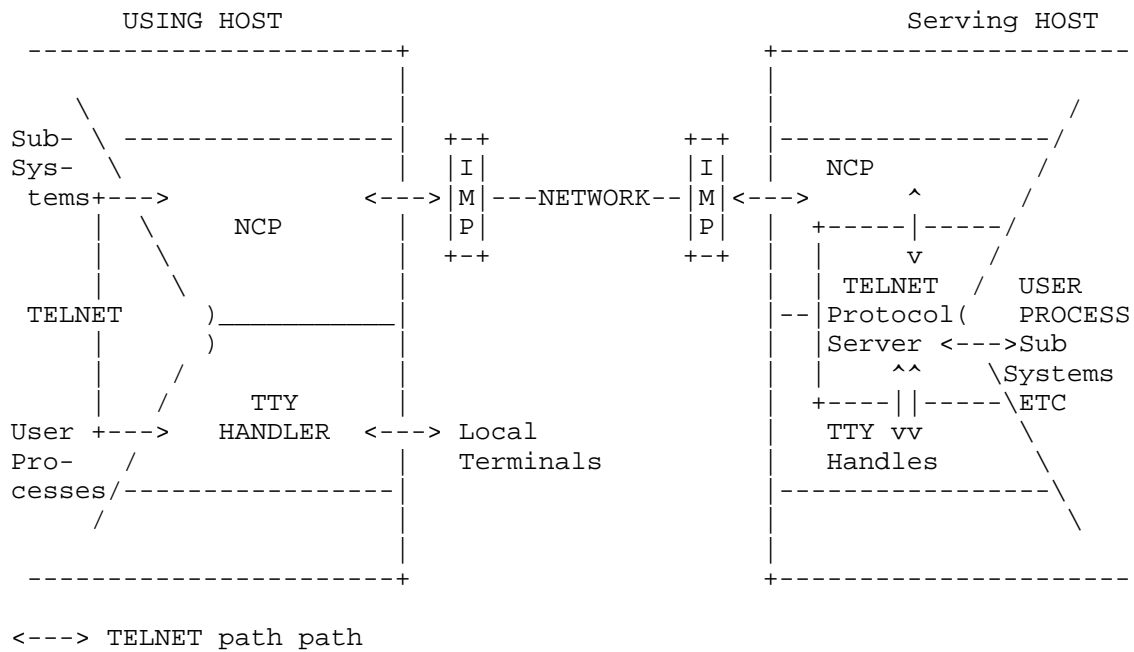 USING HOST Serving HOST
Sub-
Sys- I I NCP
tems NETWORK M M
NCP P P
TELNET USER
TELNET Protocol PROCESS
Server Sub
TTY Systems
ETC
User HANDLER Local TTY
Pro- Terminals Handles
cesses
<---> TELNET path path